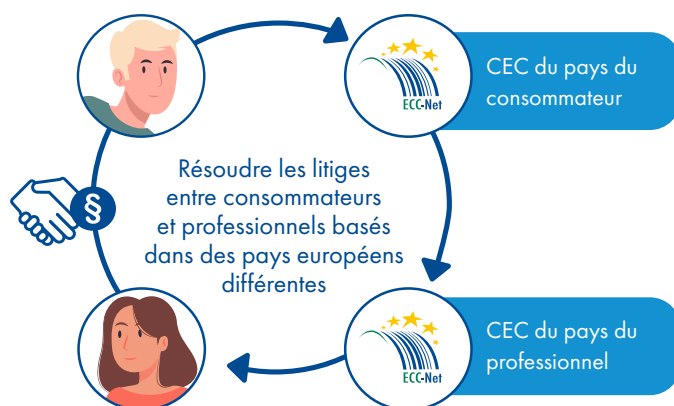 CEC du pays du
consommateur
ECC-Net
Résoudre les litiges
entre consommateurs
et professionnels basés
dans des pays européens
différentes
§
CEC du pays du
professionnel
ECC-Net